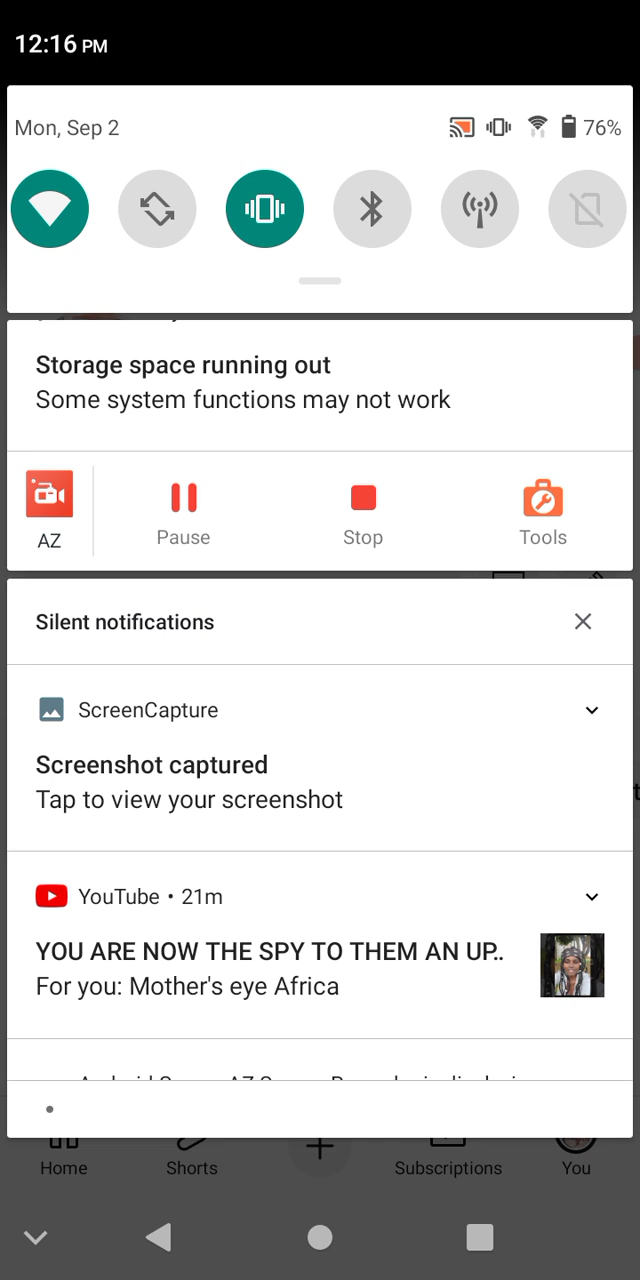 12:16 PM
Mon, Sep 2
76%
Storage space running out
Some system functions may not work
AZ
Pause
Stop
Tools
Silent notifications
ScreenCapture
Screenshot captured
Tap to view your screenshot
YouTube • 21m
YOU ARE NOW THE SPY TO THEM AN UP..
For you: Mother's eye Africa
Home
Shorts
Subscriptions
You